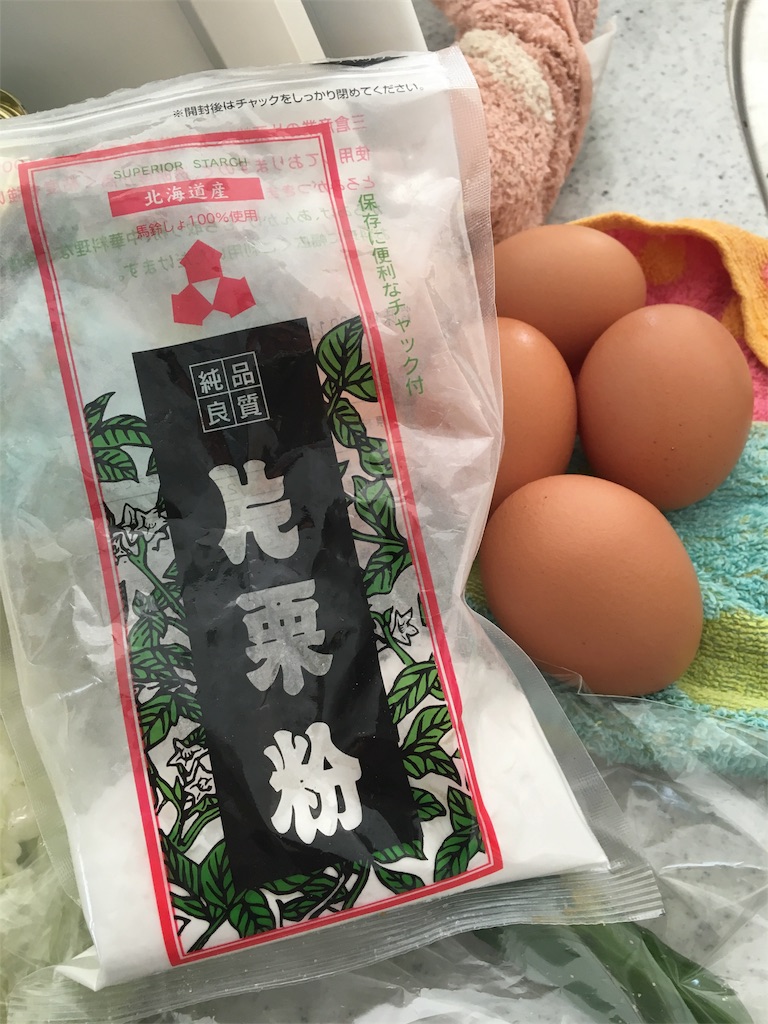 ※開封後はチャックをしっかり閉めてください。
SUPERIOR STARCH
北海道産
馬鈴しょ100%使用
保存に便利なチャック付
純品
良質
片栗粉